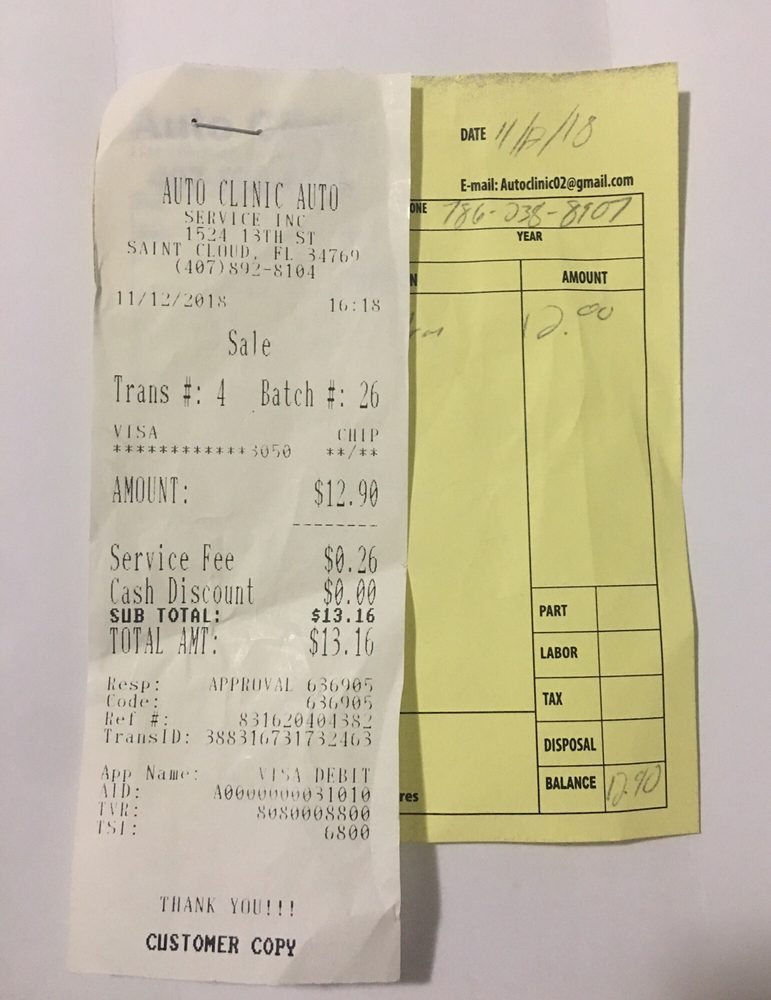 AUTO CLINIC AUTO
SERVICE INC
1524 13TH ST
SAINT CLOUD, FL 34769
(407)892-8104
11/12/2018 16:18
Sale
Trans #: 4 Batch #: 26
VISA CHIP
************3050 **/**
AMOUNT: $12.90
--------
Service Fee $0.26
Cash Discount $0.00
SUB TOTAL: $13.16
TOTAL AMT: $13.16
Resp: APPROVAL 636905
Code: 636905
Ref #: 831620404382
TransID: 388316731732463
App Name: VISA DEBIT
AID: A0000000031010
TVR: 8080008800
TSI: 6800
THANK YOU!!!
CUSTOMER COPY
DATE 11/12/18
E-mail: Autoclinic02@gmail.com
ONE
YEAR
N AMOUNT
12.00
PART
LABOR
TAX
DISPOSAL
BALANCE 12.90
res